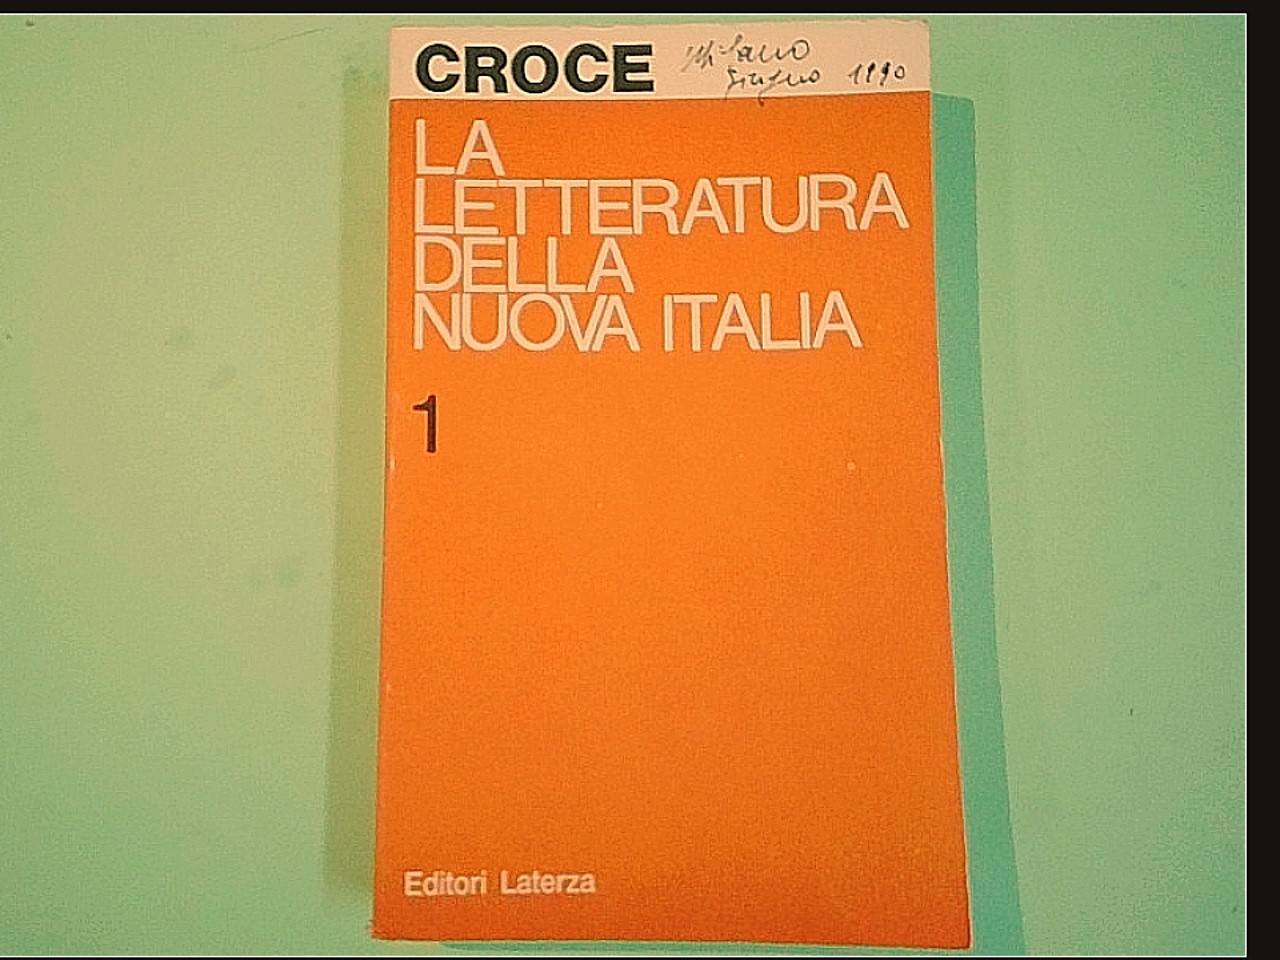 CROCE
Milano
giugno 1990
LA
LETTERATURA
DELLA
NUOVA ITALIA
1
Editori Laterza